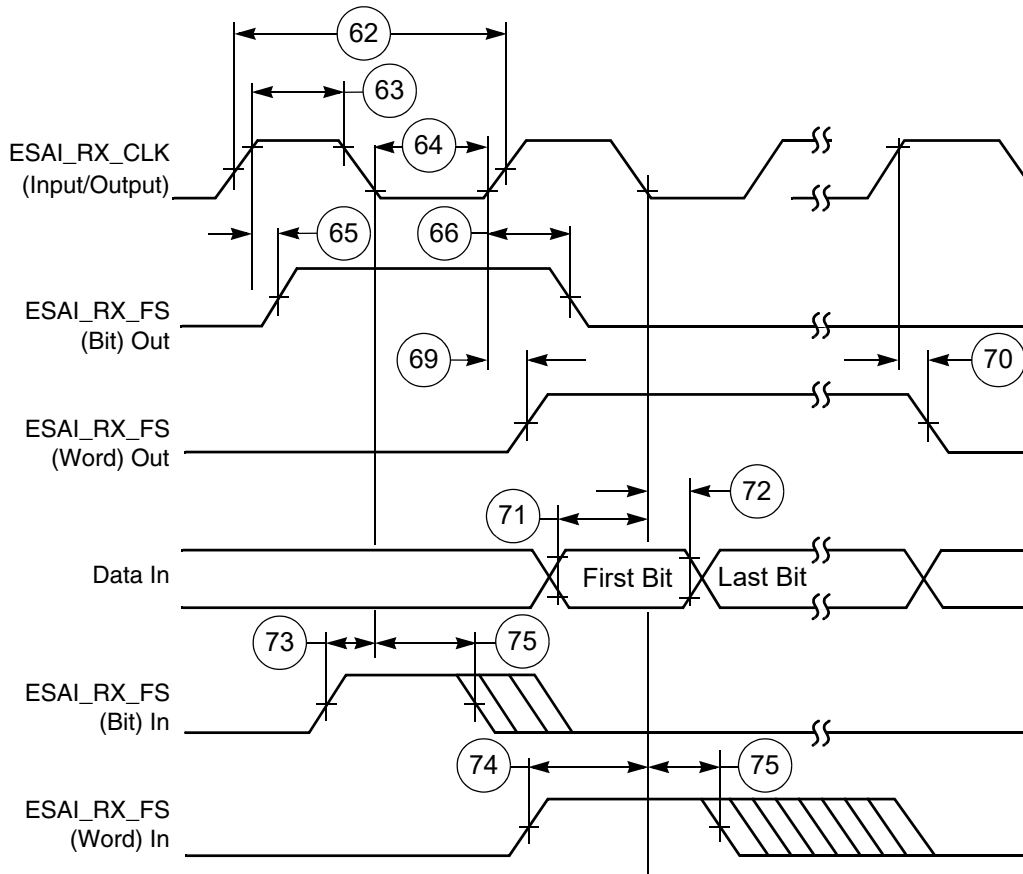 62
63
ESAI_RX_CLK
(Input/Output)
64
65
66
ESAI_RX_FS
(Bit) Out
69
70
ESAI_RX_FS
(Word) Out
71
72
Data In
First Bit
Last Bit
73
75
ESAI_RX_FS
(Bit) In
74
75
ESAI_RX_FS
(Word) In